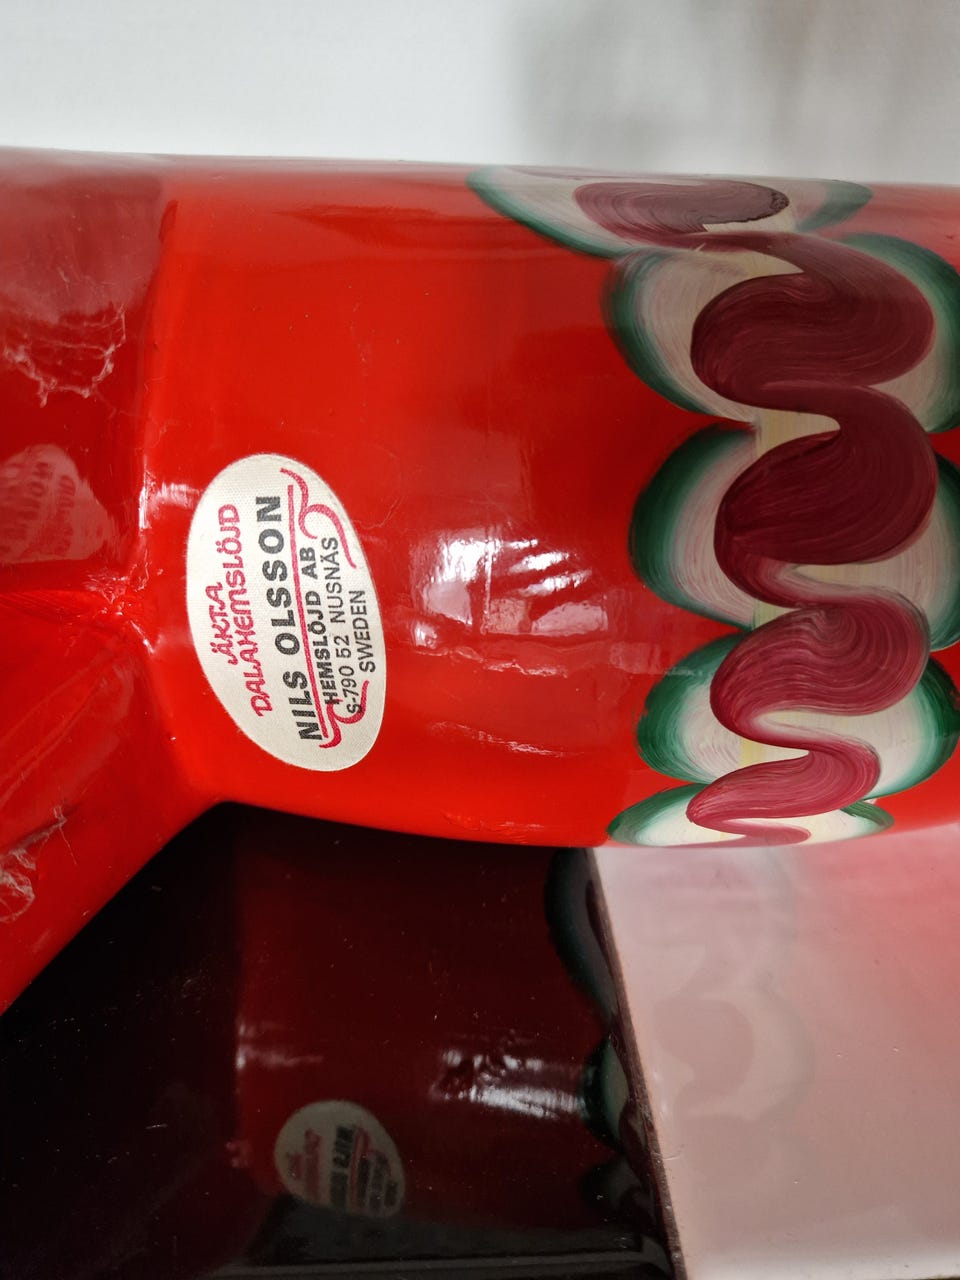 ÄKTA
DALAHEMSLÖJD
NILS OLSSON
HEMSLÖJD AB
S-790 52 NUSNÄS
SWEDEN